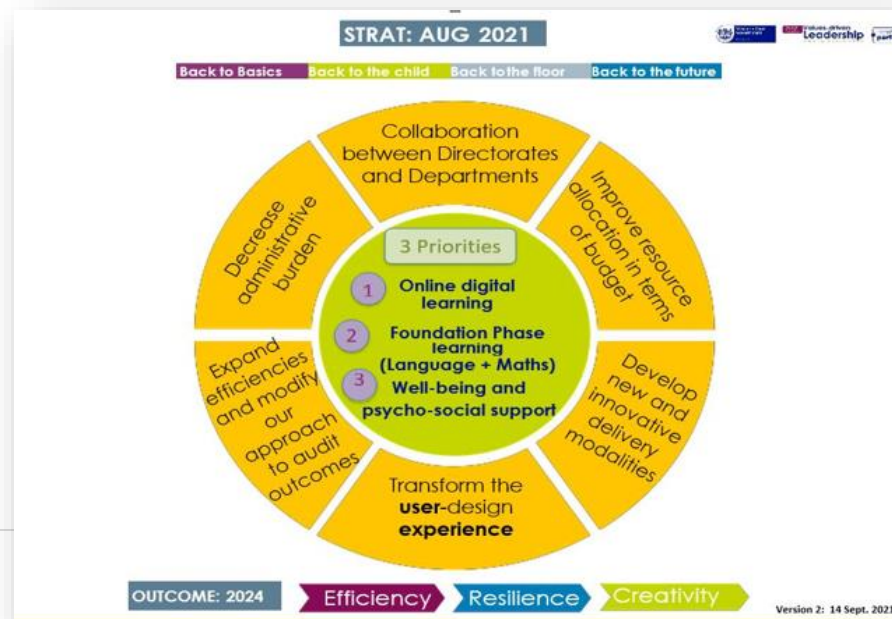 STRAT: AUG 2021
Values-driven
Leadership
Back to Basics
Back to the child
Back to the floor
Back to the future
Collaboration
between Directorates
and Departments
Improve resource
allocation in terms
of budget
Develop
new and
innovative
delivery
modalities
Transform the
user-design
experience
Expand
efficiencies
and modify
our
approach
to audit
outcomes
Decrease
administrative
burden
3 Priorities
1 Online digital
learning
2 Foundation Phase
learning
(Language + Maths)
3 Well-being and
psycho-social support
OUTCOME: 2024
Efficiency
Resilience
Creativity
Version 2: 14 Sept. 2021